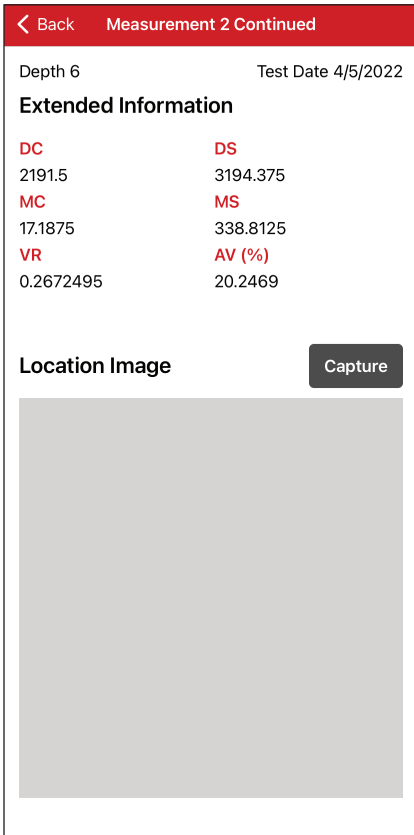 Back Measurement 2 Continued
Depth 6 Test Date 4/5/2022
Extended Information
DC DS
2191.5 3194.375
MC MS
17.1875 338.8125
VR AV (%)
0.2672495 20.2469
Location Image Capture